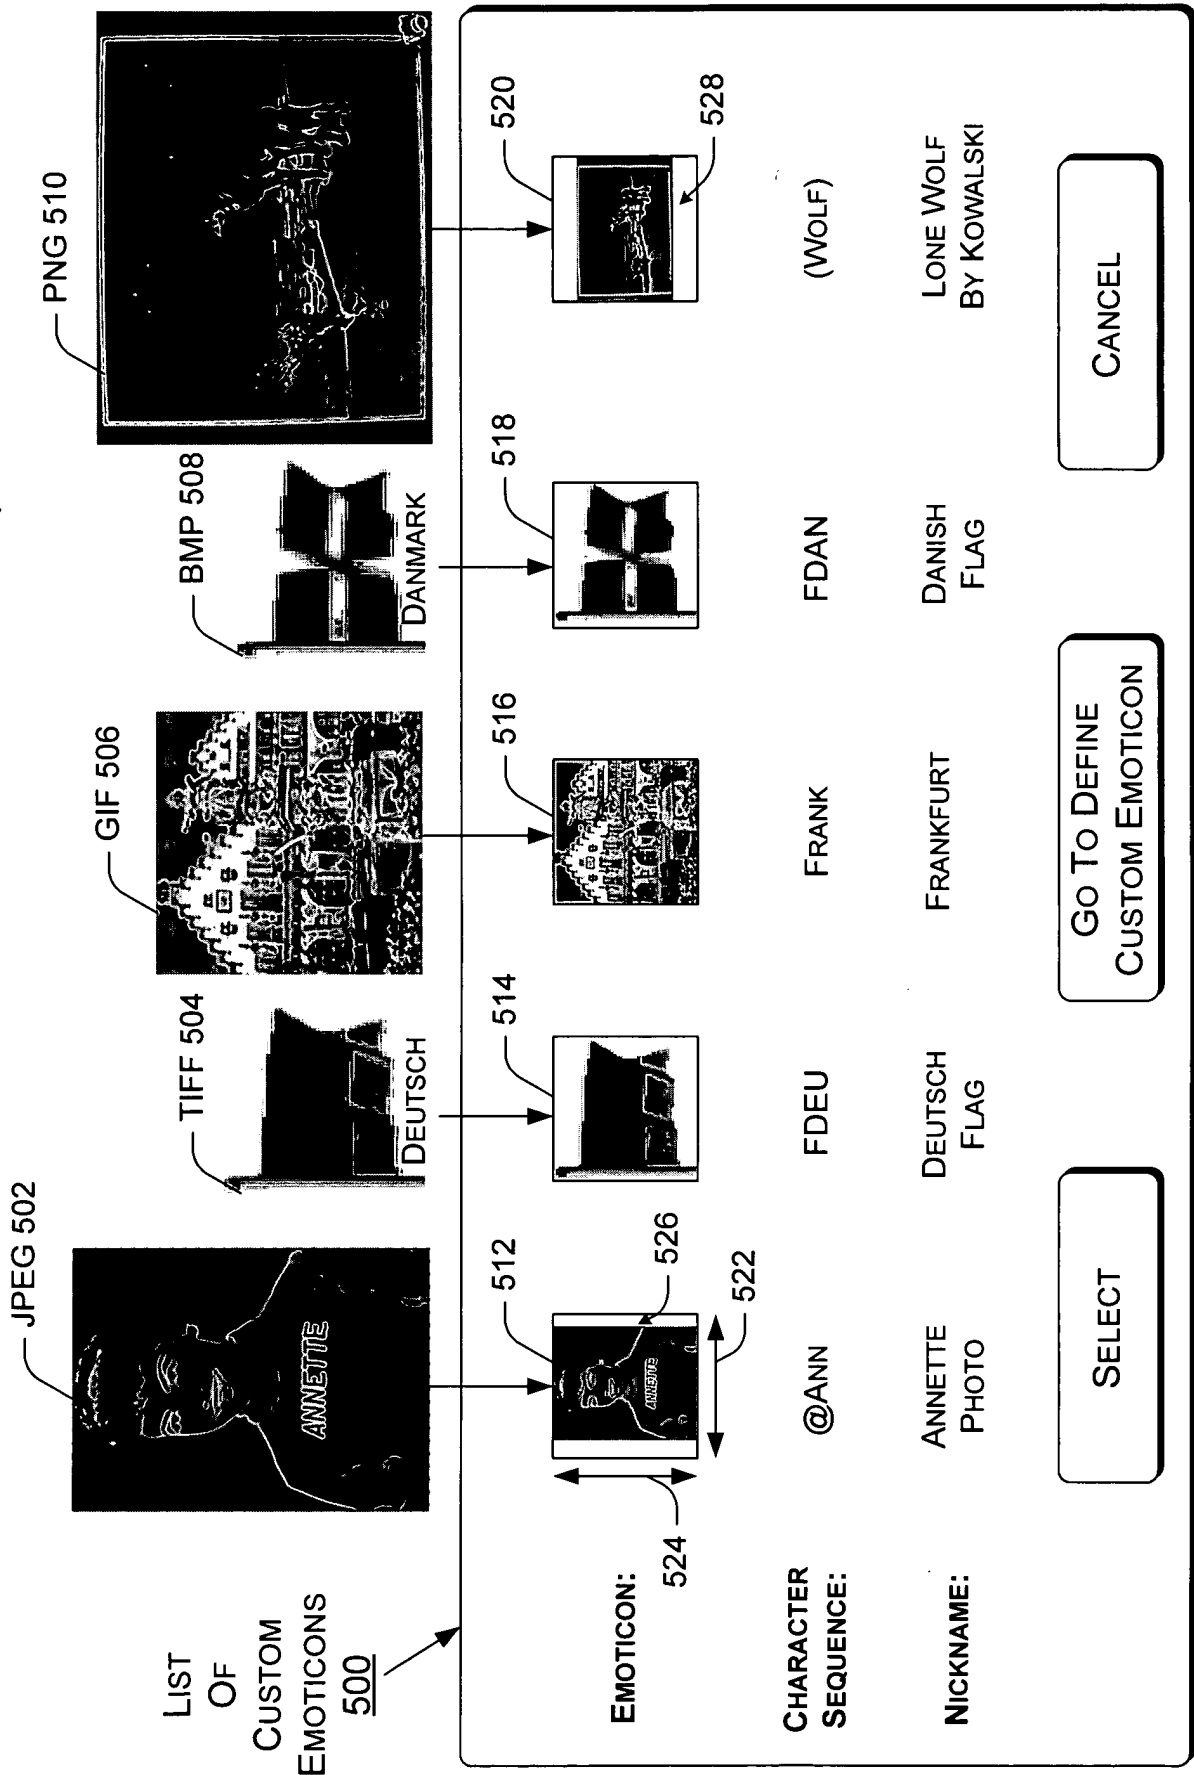 JPEG 502
TIFF 504
GIF 506
BMP 508
PNG 510
ANNETTE
DEUTSCH
DANMARK
LIST
OF
CUSTOM
EMOTICONS
500
512
514
516
518
520
EMOTICON:
ANNETTE
524
526
522
528
CHARACTER
SEQUENCE:
@ANN
FDEU
FRANK
FDAN
(WOLF)
NICKNAME:
ANNETTE
PHOTO
DEUTSCH
FLAG
FRANKFURT
DANISH
FLAG
LONE WOLF
BY KOWALSKI
SELECT
GO TO DEFINE
CUSTOM EMOTICON
CANCEL